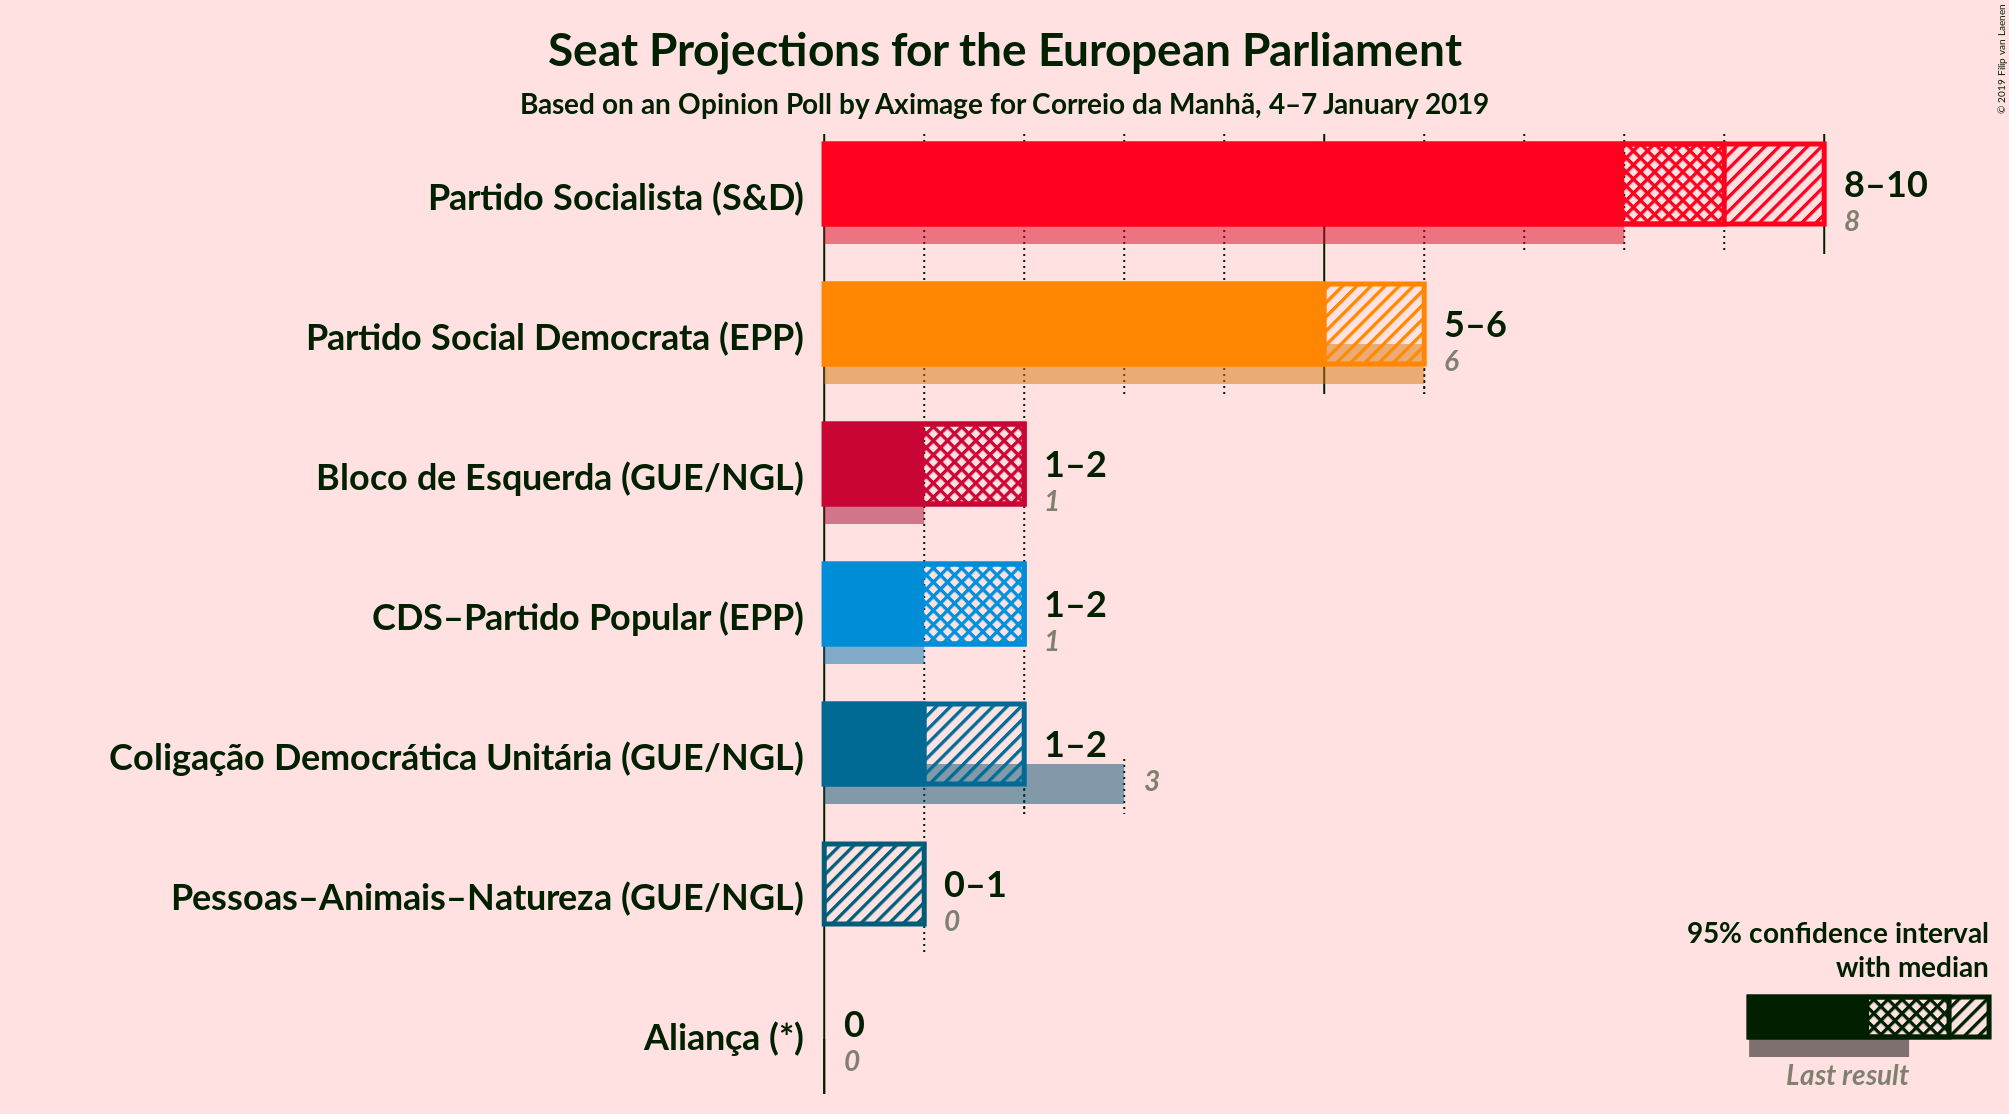 Seat Projections for the European Parliament
Based on an Opinion Poll by Aximage for Correio da Manhã, 4–7 January 2019
© 2019 Filip van Laenen
Partido Socialista (S&D)
8–10
8
Partido Social Democrata (EPP)
5–6
6
Bloco de Esquerda (GUE/NGL)
1–2
1
CDS–Partido Popular (EPP)
1–2
1
Coligação Democrática Unitária (GUE/NGL)
1–2
3
Pessoas–Animais–Natureza (GUE/NGL)
0–1
0
Aliança (*)
0
0
95% confidence interval
with median
Last result